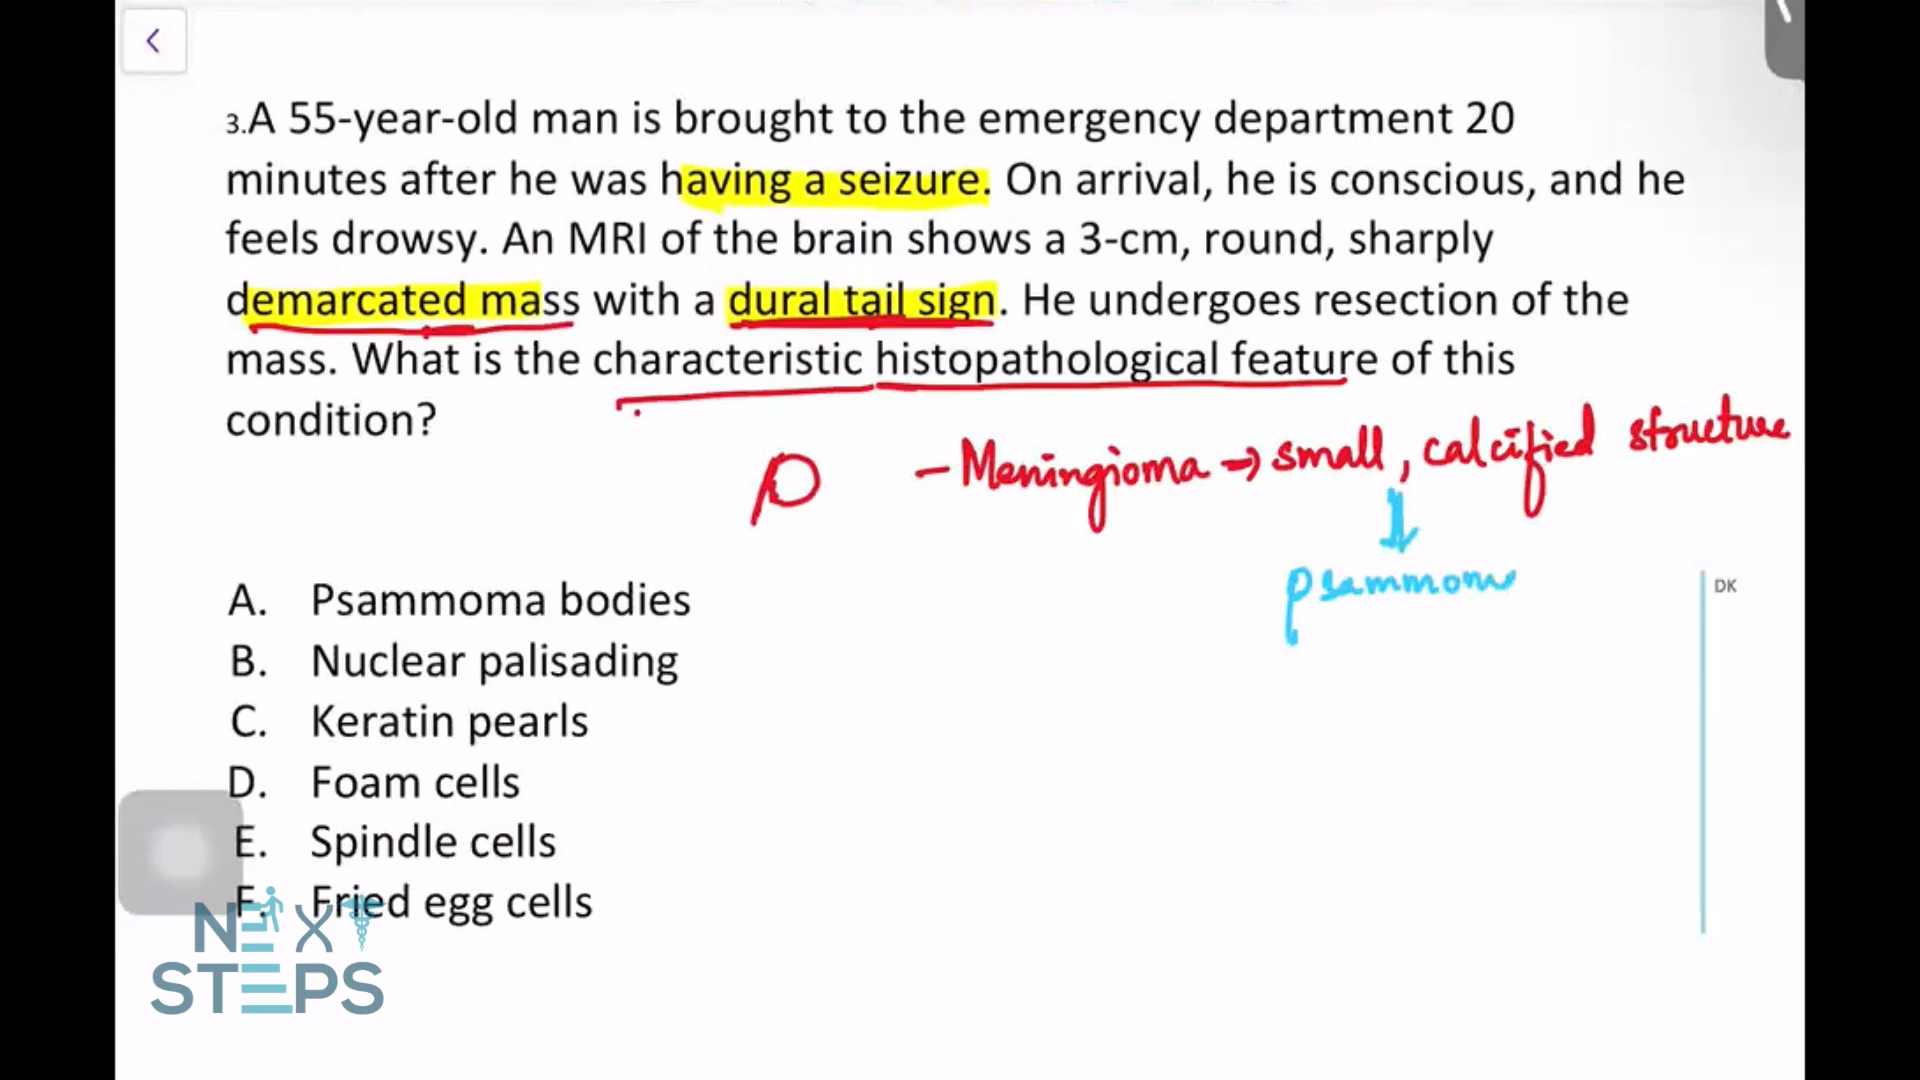 3.A 55-year-old man is brought to the emergency department 20
minutes after he was having a seizure. On arrival, he is conscious, and he
feels drowsy. An MRI of the brain shows a 3-cm, round, sharply
demarcated mass with a dural tail sign. He undergoes resection of the
mass. What is the characteristic histopathological feature of this
condition?
- Meningioma → small, calcified structure
psammoma
A. Psammoma bodies
DK
B. Nuclear palisading
C. Keratin pearls
D. Foam cells
E. Spindle cells
F. Fried egg cells
NEXT
STEPS